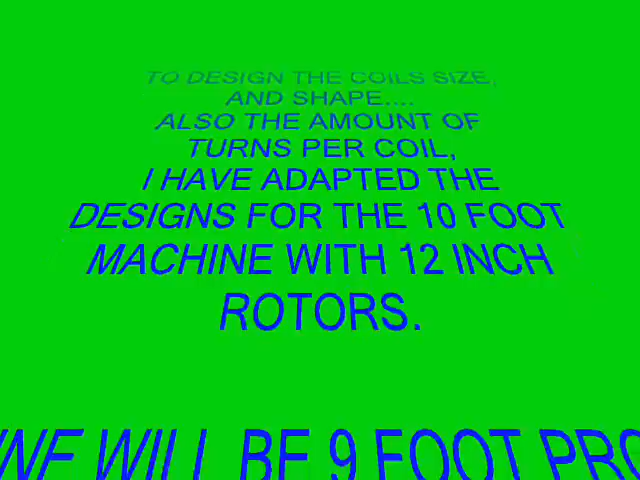 TO DESIGN THE COILS SIZE,
AND SHAPE....
ALSO THE AMOUNT OF
TURNS PER COIL,
I HAVE ADAPTED THE
DESIGNS FOR THE 10 FOOT
MACHINE WITH 12 INCH
ROTORS.
WILL BE 9 FOOT